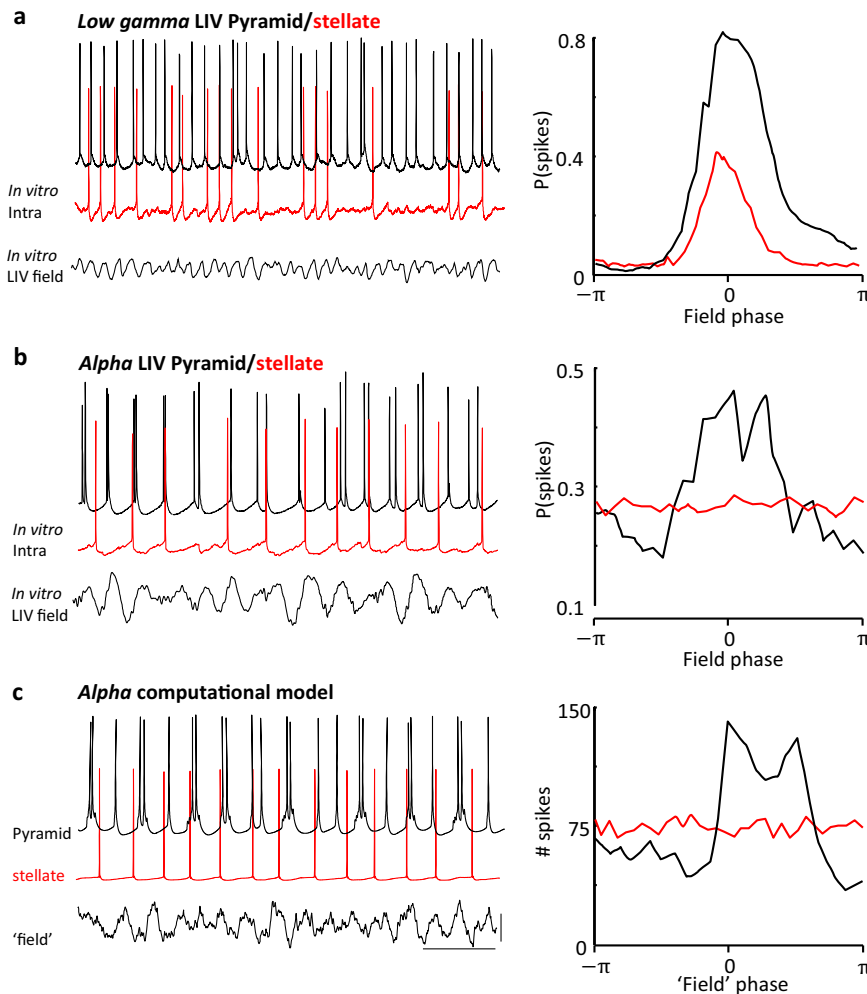 a
Low gamma LIV Pyramid/stellate
In vitro
Intra
In vitro
LIV field
0.8
0.4
0
P(spikes)
−π
0
π
Field phase
b
Alpha LIV Pyramid/stellate
In vitro
Intra
In vitro
LIV field
0.5
0.3
0.1
P(spikes)
−π
0
π
Field phase
c
Alpha computational model
Pyramid
stellate
‘field’
150
75
0
# spikes
−π
0
π
‘Field’ phase